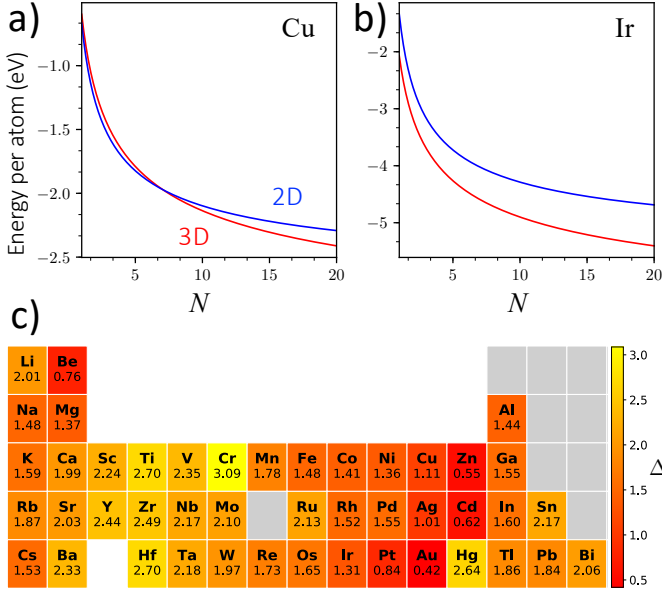 a) Cu b) Ir
Energy per atom (eV)
−1.0
−1.5
−2.0
−2.5
2D
3D
5 10 15 20
N
−2
−3
−4
−5
5 10 15 20
N
c)
Li Be
2.01 0.76
Na Mg Al
1.48 1.37 1.44
K Ca Sc Ti V Cr Mn Fe Co Ni Cu Zn Ga
1.59 1.99 2.24 2.70 2.35 3.09 1.78 1.48 1.41 1.36 1.11 0.55 1.55
Rb Sr Y Zr Nb Mo Ru Rh Pd Ag Cd In Sn
1.87 2.03 2.44 2.49 2.17 2.10 2.13 1.52 1.55 1.01 0.62 1.60 2.17
Cs Ba Hf Ta W Re Os Ir Pt Au Hg Tl Pb Bi
1.53 2.33 2.70 2.18 1.97 1.73 1.65 1.31 0.84 0.42 2.64 1.86 1.84 2.06
3.0
2.5
2.0
1.5
1.0
0.5
Δ